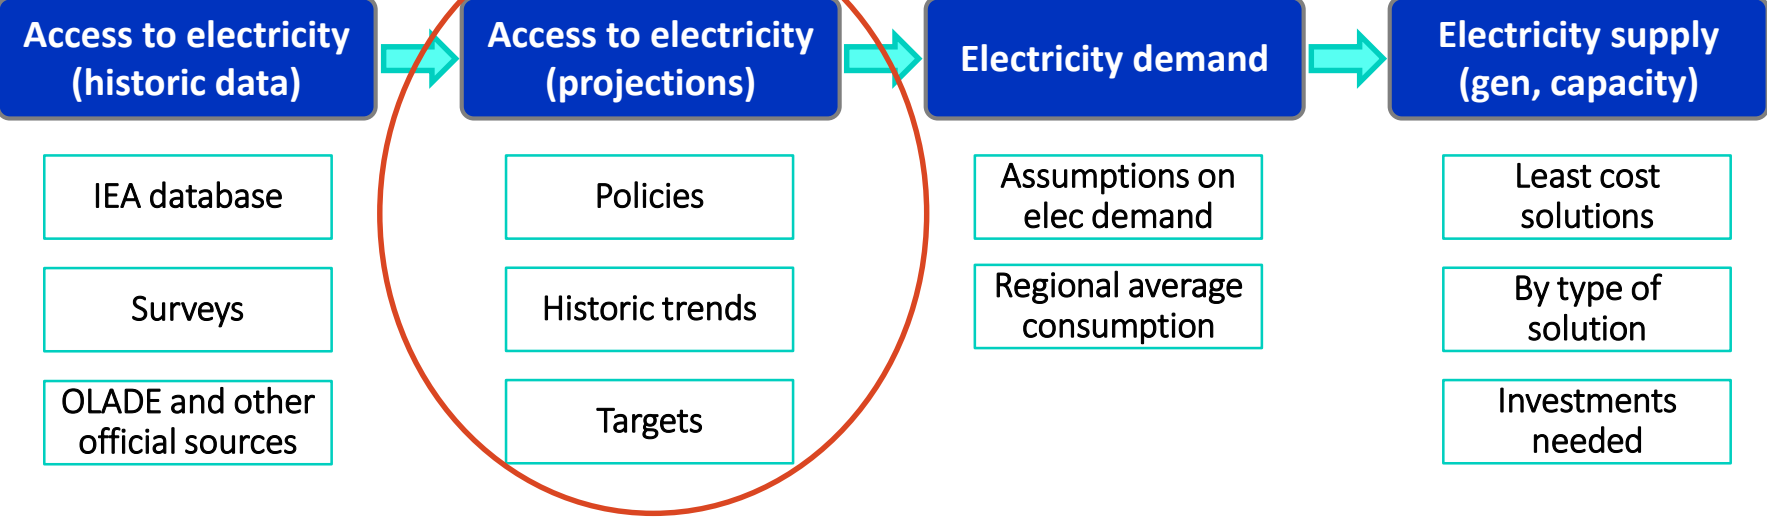 Access to electricity
(historic data)
Access to electricity
(projections)
Electricity demand
Electricity supply
(gen, capacity)
IEA database
Surveys
OLADE and other
official sources
Policies
Historic trends
Targets
Assumptions on
elec demand
Regional average
consumption
Least cost
solutions
By type of
solution
Investments
needed